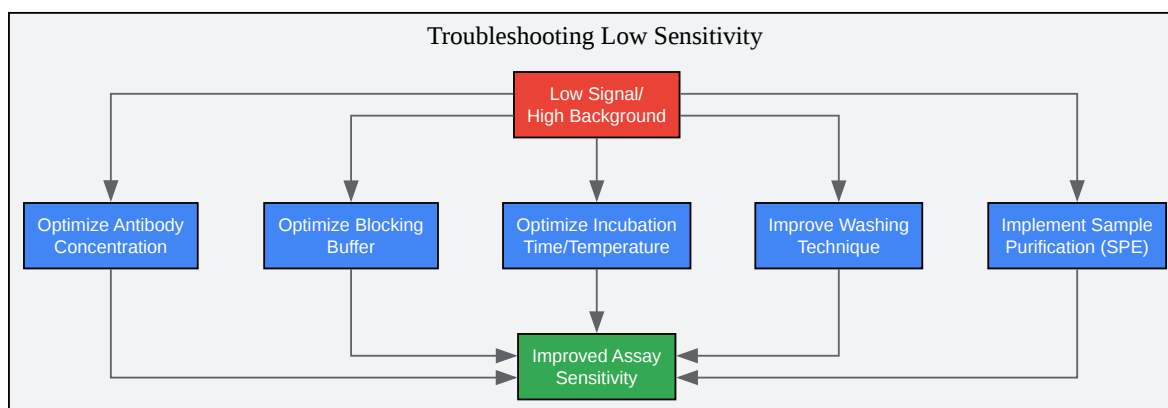 Troubleshooting Low Sensitivity
Low Signal/
High Background
Optimize Antibody
Concentration
Optimize Blocking
Buffer
Optimize Incubation
Time/Temperature
Improve Washing
Technique
Implement Sample
Purification (SPE)
Improved Assay
Sensitivity